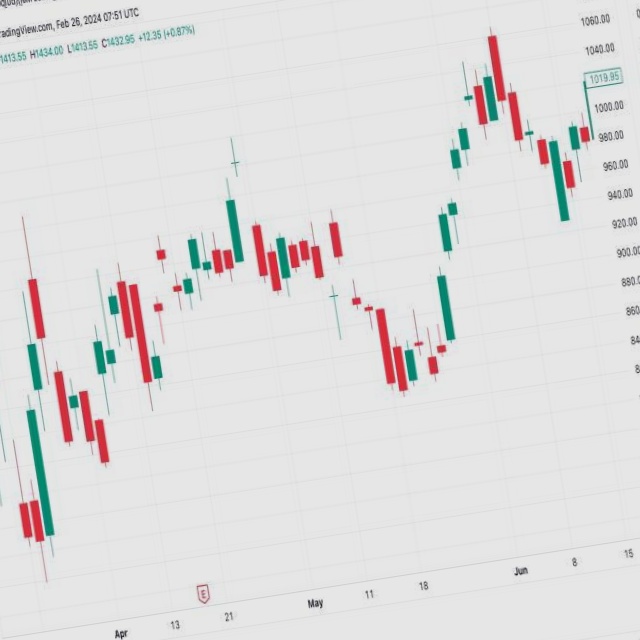 TradingView.com, Feb 26, 2024 07:51 UTC
1413.55 H1434.00 L1413.55 C1432.95 +12.35 (+0.87%)
1060.00
1040.00
1019.95
1000.00
980.00
960.00
940.00
920.00
900.00
880.00
860.00
E
Apr 13 21 May 11 18 Jun 8 15